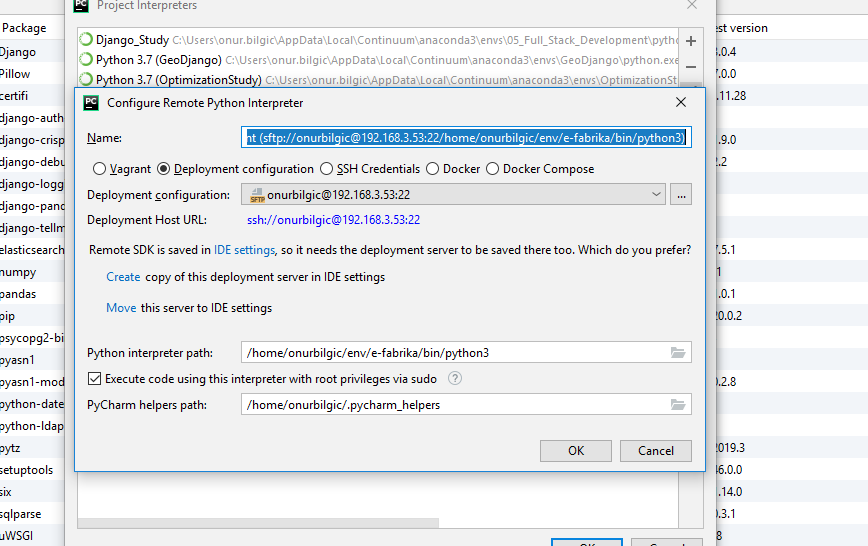 Project Interpreters
Package
est version
Django_Study C:\Users\onur.bilgic\AppData\Local\Continuum\anaconda3\envs\05_Full_Stack_Development\pytho
Python 3.7 (GeoDjango) C:\Users\onur.bilgic\AppData\Local\Continuum\anaconda3\envs\GeoDjango\python.exe
Python 3.7 (OptimizationStudy) C:\Users\onur.bilgic\AppData\Local\Continuum\anaconda3\envs\OptimizationSt
Configure Remote Python Interpreter
Name: nt (sftp://onurbilgic@192.168.3.53:22/home/onurbilgic/env/e-fabrika/bin/python3)
Vagrant Deployment configuration SSH Credentials Docker Docker Compose
Deployment configuration: SFTP onurbilgic@192.168.3.53:22 ...
Deployment Host URL: ssh://onurbilgic@192.168.3.53:22
Remote SDK is saved in IDE settings, so it needs the deployment server to be saved there too. Which do you prefer?
Create copy of this deployment server in IDE settings
Move this server to IDE settings
Python interpreter path: /home/onurbilgic/env/e-fabrika/bin/python3
Execute code using this interpreter with root privileges via sudo ?
PyCharm helpers path: /home/onurbilgic/.pycharm_helpers
OK Cancel
Django .0.4
Pillow .0.0
certifi .11.28
django-auth
django-crisp .9.0
django-debu .2
django-logg
django-pand
django-tellm
elasticsearch .5.1
numpy 1
pandas .0.1
pip 20.0.2
psycopg2-bi
pyasn1
pyasn1-mod 0.2.8
python-date
python-ldap
pytz 2019.3
setuptools 46.0.0
six .14.0
sqlparse .3.1
uWSGI 8